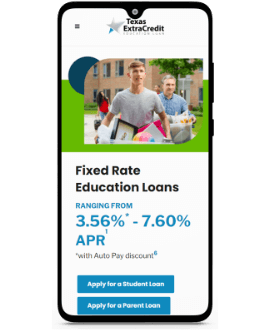 Texas
ExtraCredit
EDUCATION LOAN
Fixed Rate
Education Loans
RANGING FROM
3.56%* - 7.60%
APR1
*with Auto Pay discount6
Apply for a Student Loan
Apply for a Parent Loan